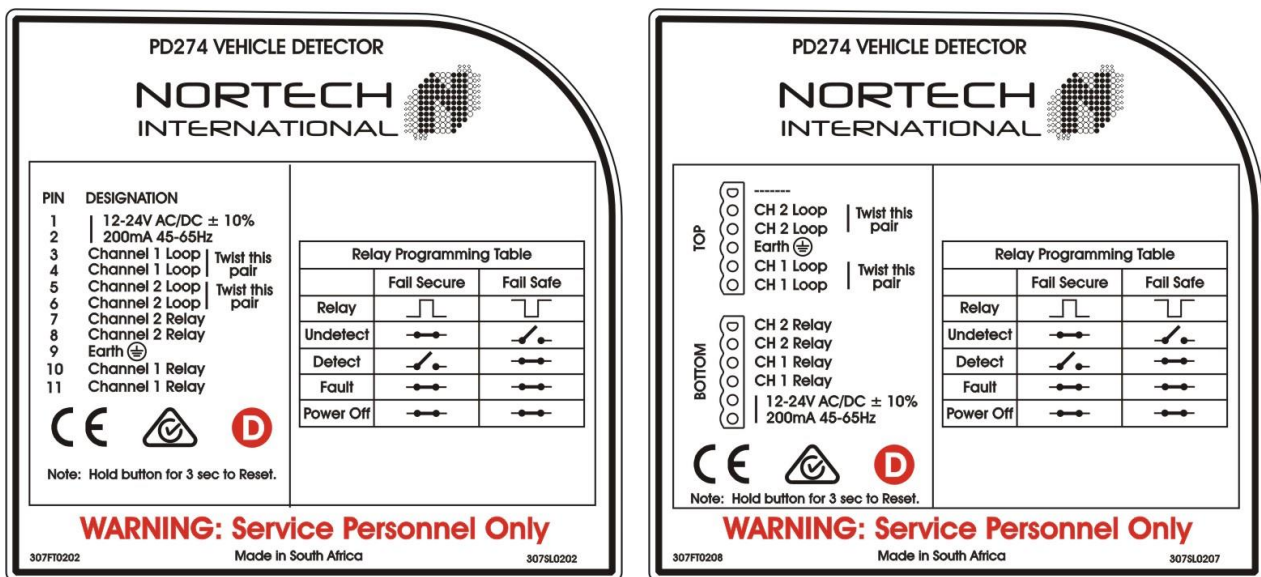 PD274 VEHICLE DETECTOR
NORTECH
INTERNATIONAL
PIN DESIGNATION
1 12-24V AC/DC ± 10%
2 200mA 45-65Hz
3 Channel 1 Loop Twist this
4 Channel 1 Loop pair
5 Channel 2 Loop Twist this
6 Channel 2 Loop pair
7 Channel 2 Relay
8 Channel 2 Relay
9 Earth
10 Channel 1 Relay
11 Channel 1 Relay
CE D
Note: Hold button for 3 sec to Reset.
Relay Programming Table
Fail Secure Fail Safe
Relay
Undetect
Detect
Fault
Power Off
WARNING: Service Personnel Only
307FT0202 Made in South Africa 307SL0202
PD274 VEHICLE DETECTOR
NORTECH
INTERNATIONAL
TOP
-------
CH 2 Loop Twist this
CH 2 Loop pair
Earth
CH 1 Loop Twist this
CH 1 Loop pair
BOTTOM
CH 2 Relay
CH 2 Relay
CH 1 Relay
CH 1 Relay
12-24V AC/DC ± 10%
200mA 45-65Hz
CE D
Note: Hold button for 3 sec to Reset.
Relay Programming Table
Fail Secure Fail Safe
Relay
Undetect
Detect
Fault
Power Off
WARNING: Service Personnel Only
307FT0208 Made in South Africa 307SL0207